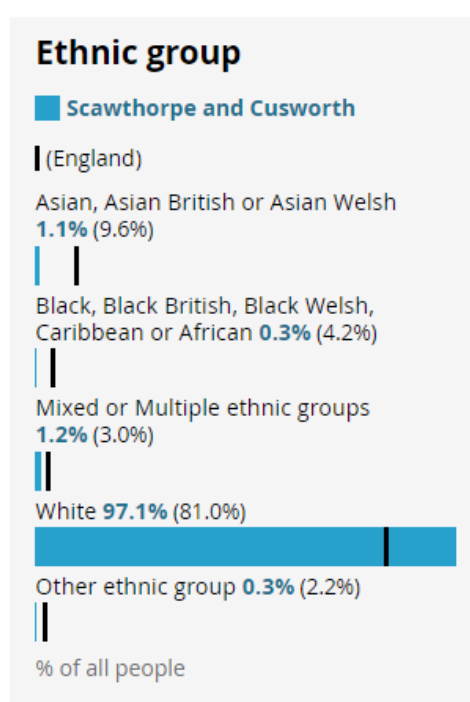 Ethnic group
Scawthorpe and Cusworth
(England)
Asian, Asian British or Asian Welsh
1.1% (9.6%)
Black, Black British, Black Welsh,
Caribbean or African 0.3% (4.2%)
Mixed or Multiple ethnic groups
1.2% (3.0%)
White 97.1% (81.0%)
Other ethnic group 0.3% (2.2%)
% of all people